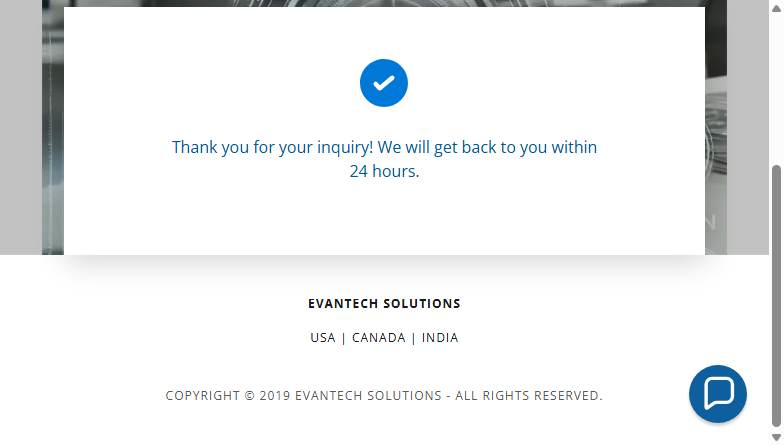 Thank you for your inquiry! We will get back to you within
24 hours.
N
EVANTECH SOLUTIONS
USA | CANADA | INDIA
COPYRIGHT © 2019 EVANTECH SOLUTIONS - ALL RIGHTS RESERVED.